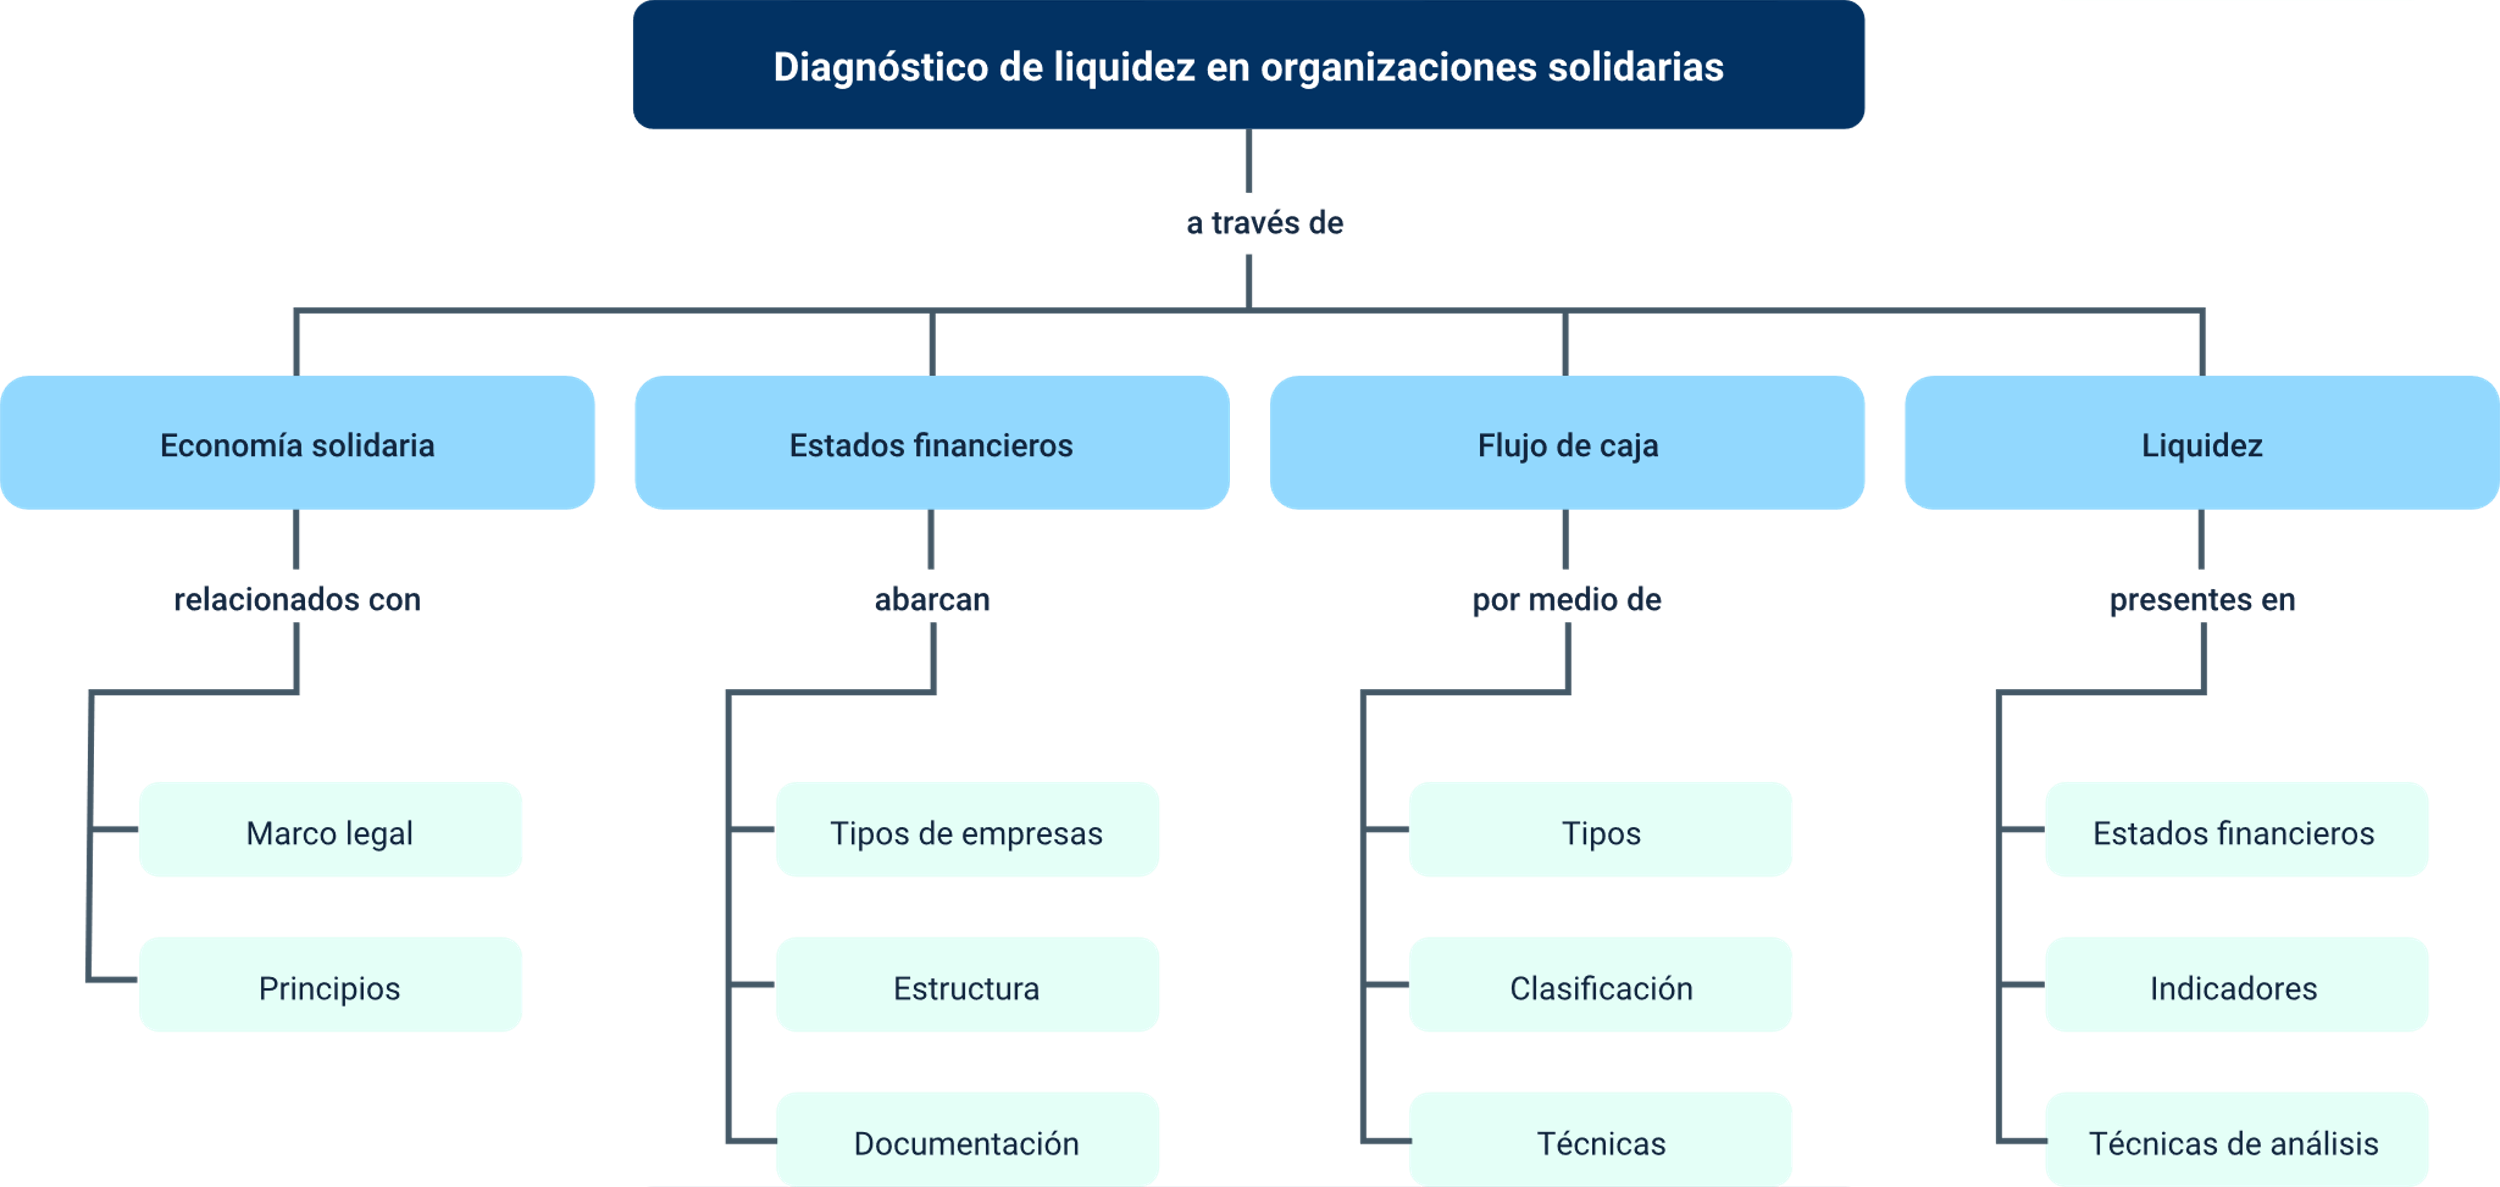 Diagnóstico de liquidez en organizaciones solidarias
a través de
Economía solidaria
Estados financieros
Flujo de caja
Liquidez
relacionados con
abarcan
por medio de
presentes en
Marco legal
Tipos de empresas
Tipos
Estados financieros
Principios
Estructura
Clasificación
Indicadores
Documentación
Técnicas
Técnicas de análisis